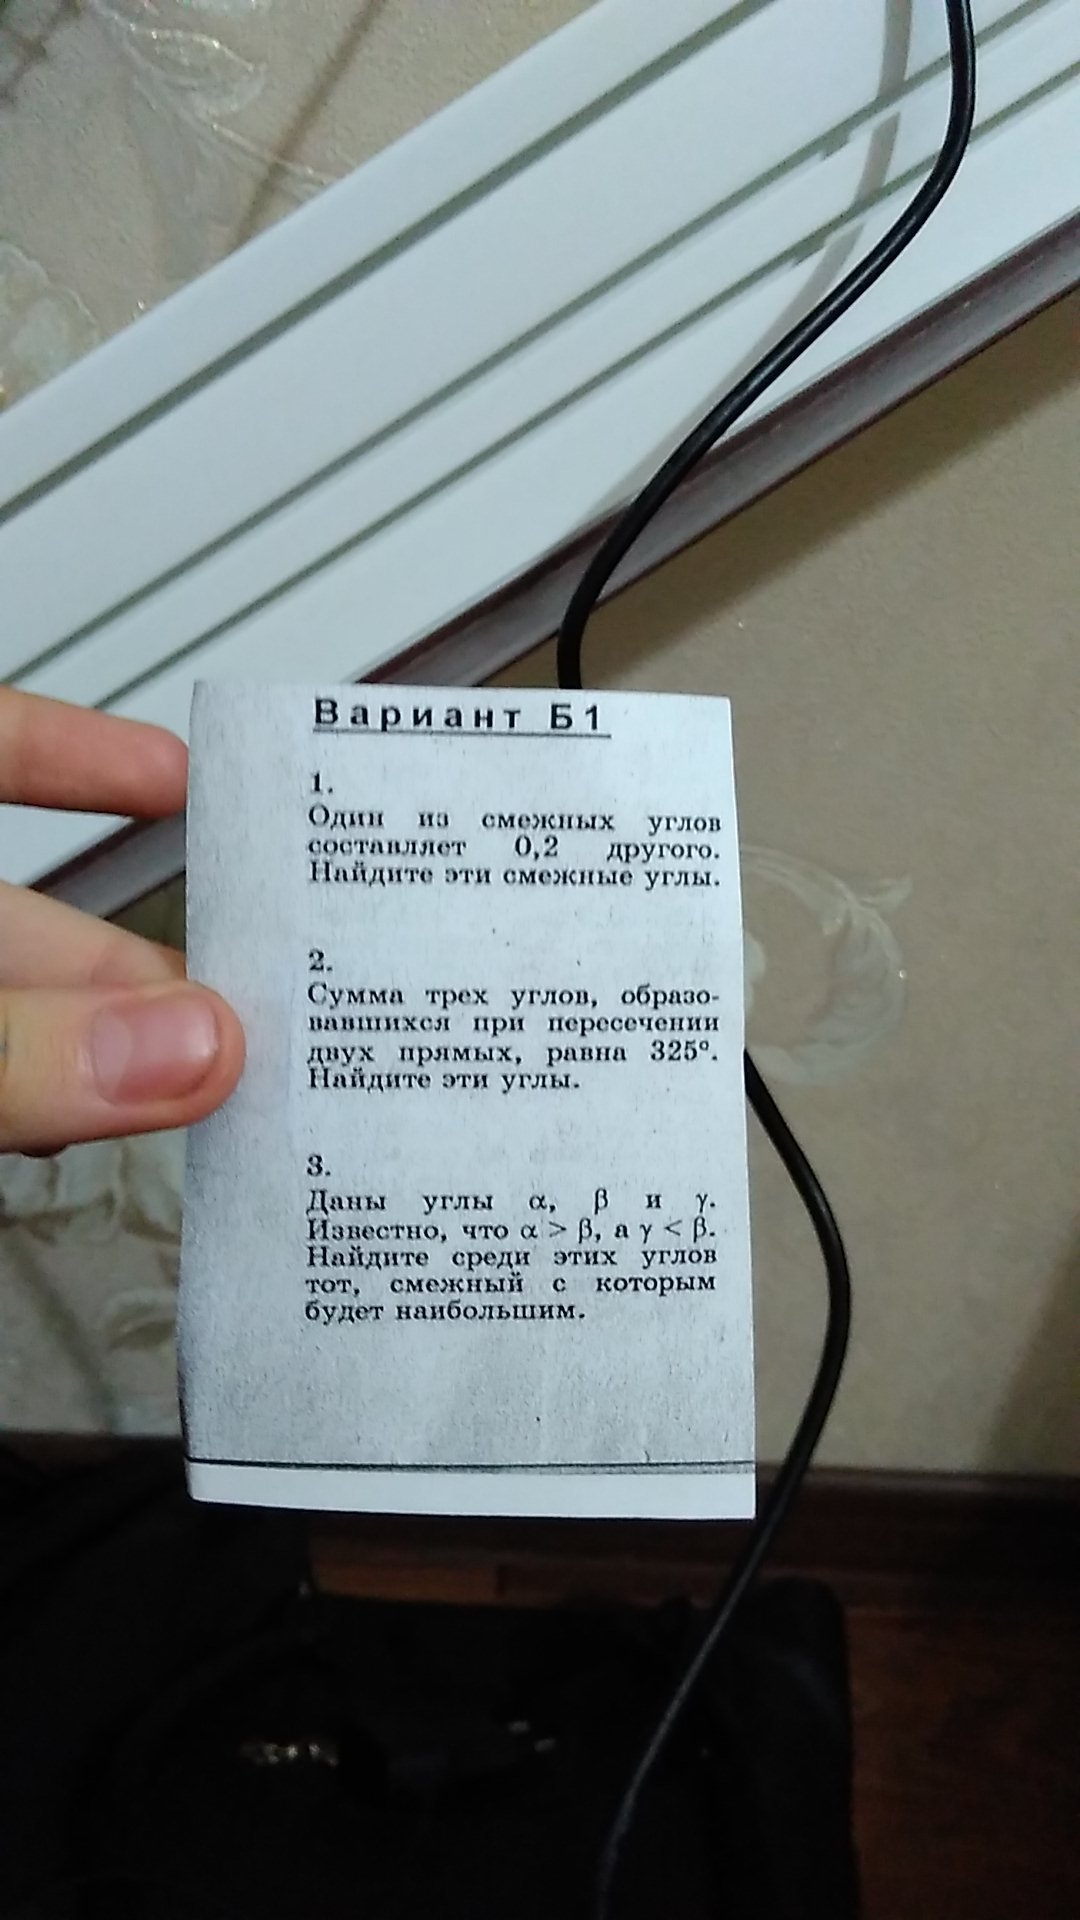 Вариант Б1
1.
Один из смежных углов
составляет 0,2 другого.
Найдите эти смежные углы.
2.
Сумма трех углов, образо-
вавшихся при пересечении
двух прямых, равна 325°.
Найдите эти углы.
3.
Даны углы α, β и γ.
Известно, что α > β, а γ < β.
Найдите среди этих углов
тот, смежный с которым
будет наибольшим.